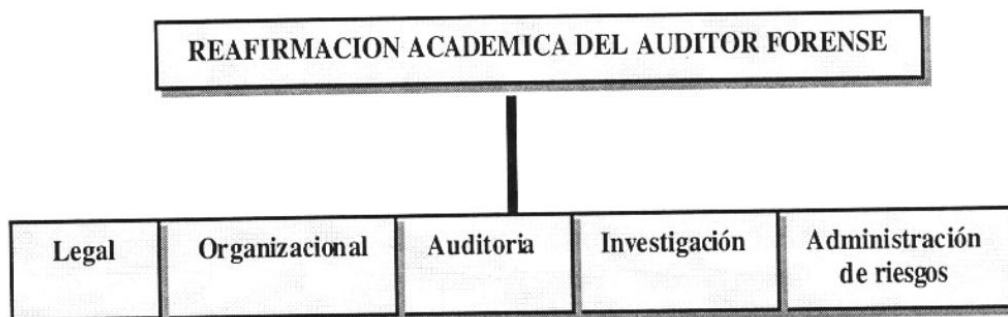 REAFIRMACION ACADEMICA DEL AUDITOR FORENSE
Legal
Organizacional
Auditoria
Investigación
Administración
de riesgos